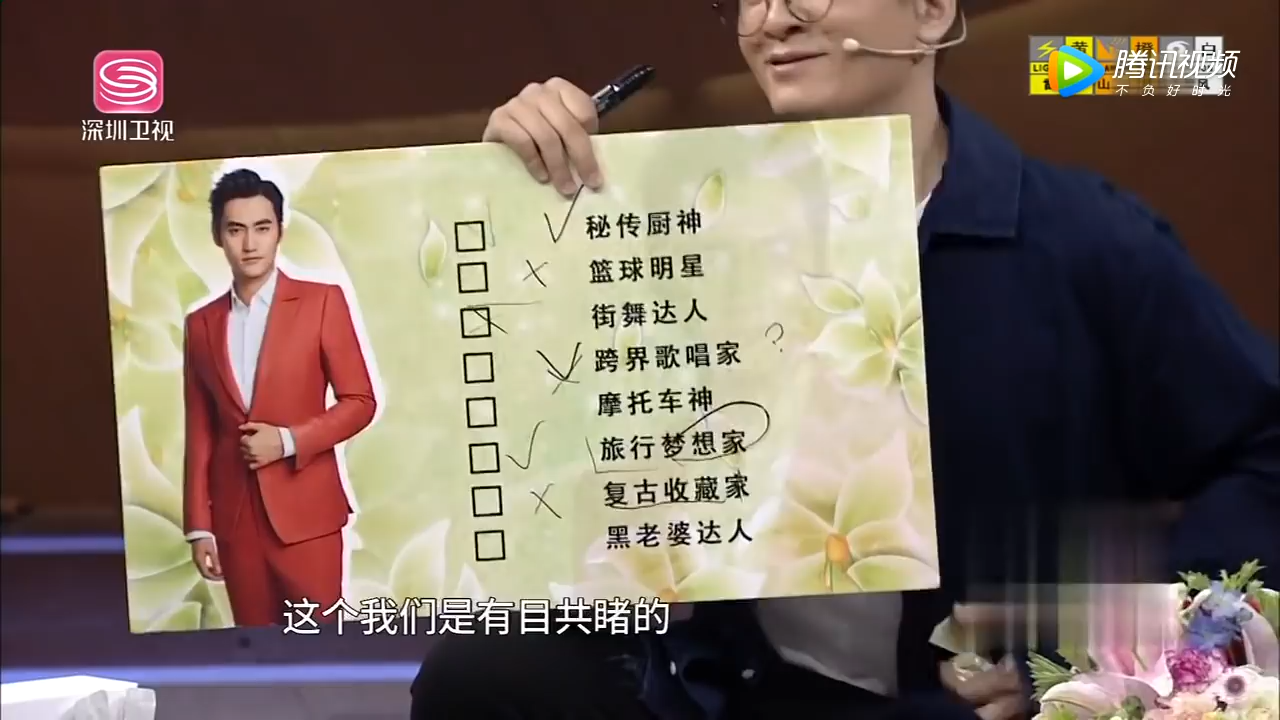 深圳卫视
黄 橙 白
腾讯视频
不负好时光
秘传厨神
篮球明星
街舞达人
跨界歌唱家 ?
摩托车神
旅行梦想家
复古收藏家
黑老婆达人
这个我们是有目共睹的